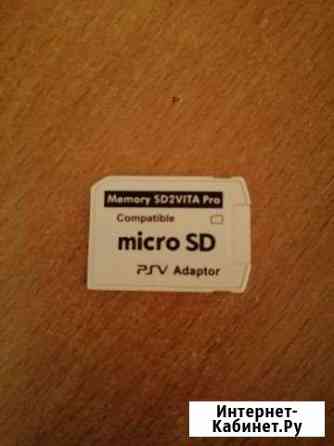 Memory SD2VITA Pro
Compatible
micro SD
PSV Adaptor
Интернет-
Кабинет.Ру